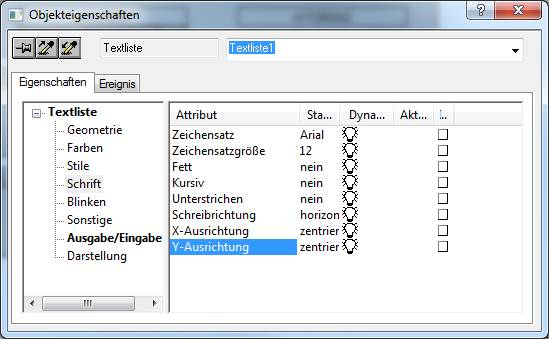 Objekteigenschaften
Textliste Textliste1
Eigenschaften Ereignis
Textliste
Geometrie
Farben
Stile
Schrift
Blinken
Sonstige
Ausgabe/Eingabe
Darstellung
Attribut Sta... Dyna... Akt... I...
Zeichensatz Arial
Zeichensatzgröße 12
Fett nein
Kursiv nein
Unterstrichen nein
Schreibrichtung horizon
X-Ausrichtung zentrier
Y-Ausrichtung zentrier